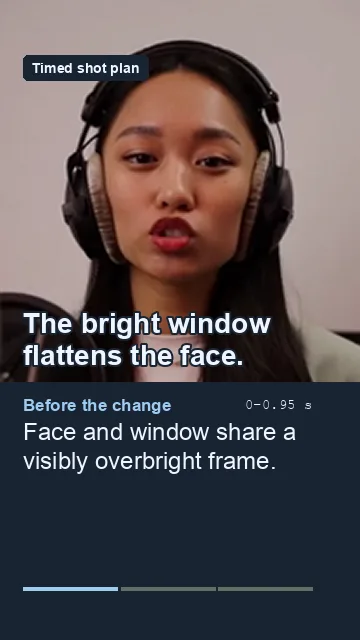 Timed shot plan
The bright window
flattens the face.
Before the change
0–0.95 s
Face and window share a
visibly overbright frame.